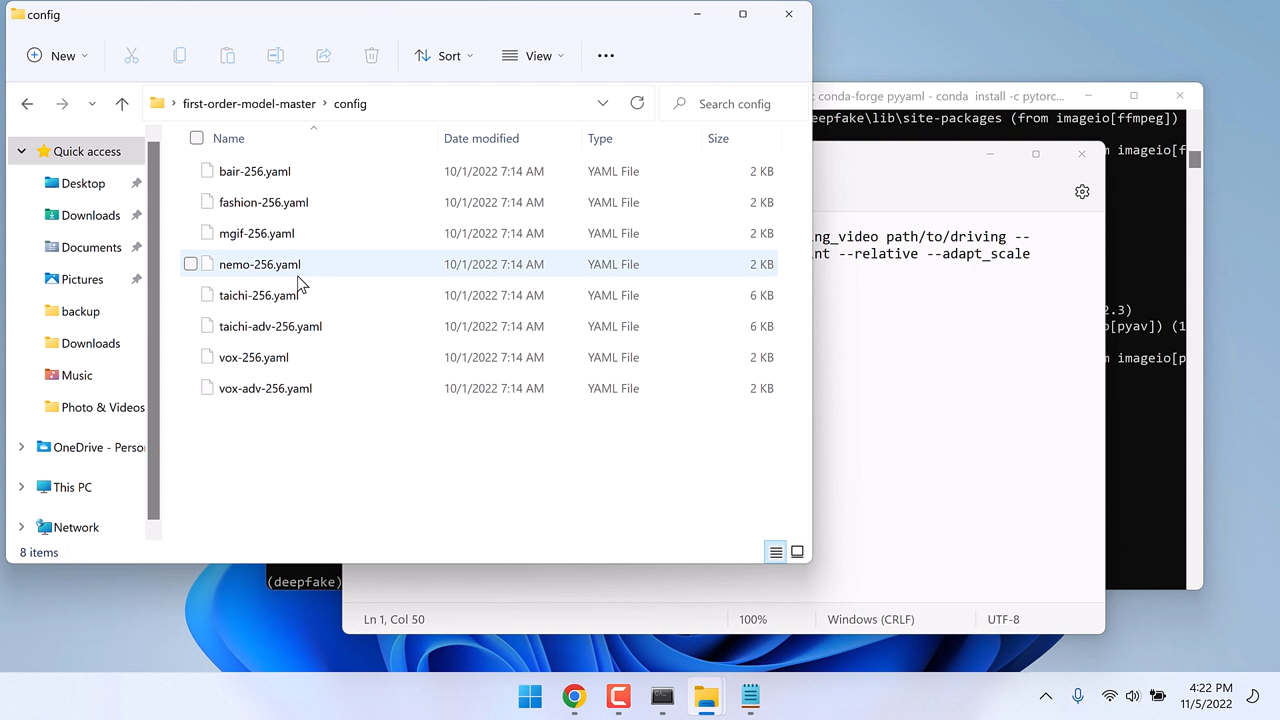 config
New
Sort
View
first-order-model-master
config
Search config
Name
Date modified
Type
Size
Quick access
Desktop
Downloads
Documents
Pictures
backup
Downloads
Music
Photo & Videos
OneDrive - Perso
This PC
Network
bair-256.yaml 10/1/2022 7:14 AM YAML File 2 KB
fashion-256.yaml 10/1/2022 7:14 AM YAML File 2 KB
mgif-256.yaml 10/1/2022 7:14 AM YAML File 2 KB
nemo-256.yaml 10/1/2022 7:14 AM YAML File 2 KB
taichi-256.yaml 10/1/2022 7:14 AM YAML File 6 KB
taichi-adv-256.yaml 10/1/2022 7:14 AM YAML File 6 KB
vox-256.yaml 10/1/2022 7:14 AM YAML File 2 KB
vox-adv-256.yaml 10/1/2022 7:14 AM YAML File 2 KB
8 items
conda-forge pyyaml - conda install -c pytorc...
eepfake\lib\site-packages (from imageio[ffmpeg])
m imageio[f
ng_video path/to/driving --
nt --relative --adapt_scale
2.3)
o[pyav]) (1
m imageio[p
(deepfake)
Ln 1, Col 50
100%
Windows (CRLF)
UTF-8
4:22 PM
11/5/2022